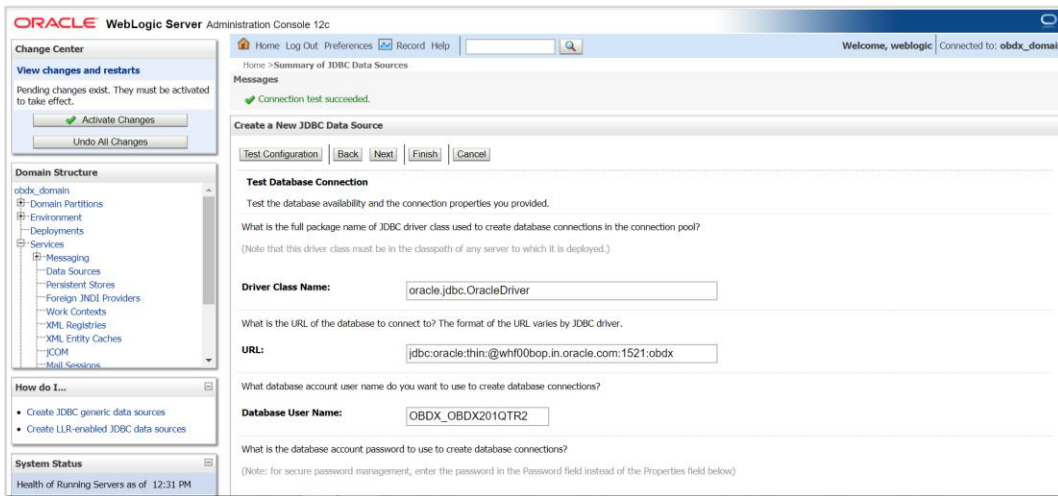 ORACLE WebLogic Server Administration Console 12c
Change Center
View changes and restarts
Pending changes exist. They must be activated
to take effect.
Activate Changes
Undo All Changes
Domain Structure
obdx_domain
Domain Partitions
Environment
Deployments
Services
Messaging
Data Sources
Persistent Stores
Foreign JNDI Providers
Work Contexts
XML Registries
XML Entity Caches
jCOM
Mail Sessions
How do I...
Create JDBC generic data sources
Create LLR-enabled JDBC data sources
System Status
Health of Running Servers as of 12:31 PM
Home Log Out Preferences Record Help
Welcome, weblogic Connected to: obdx_domai
Home >Summary of JDBC Data Sources
Messages
Connection test succeeded.
Create a New JDBC Data Source
Test Configuration Back Next Finish Cancel
Test Database Connection
Test the database availability and the connection properties you provided.
What is the full package name of JDBC driver class used to create database connections in the connection pool?
(Note that this driver class must be in the classpath of any server to which it is deployed.)
Driver Class Name: oracle.jdbc.OracleDriver
What is the URL of the database to connect to? The format of the URL varies by JDBC driver.
URL: jdbc:oracle:thin:@whf00bop.in.oracle.com:1521:obdx
What database account user name do you want to use to create database connections?
Database User Name: OBDX_OBDX201QTR2
What is the database account password to use to create database connections?
(Note: for secure password management, enter the password in the Password field instead of the Properties field below)